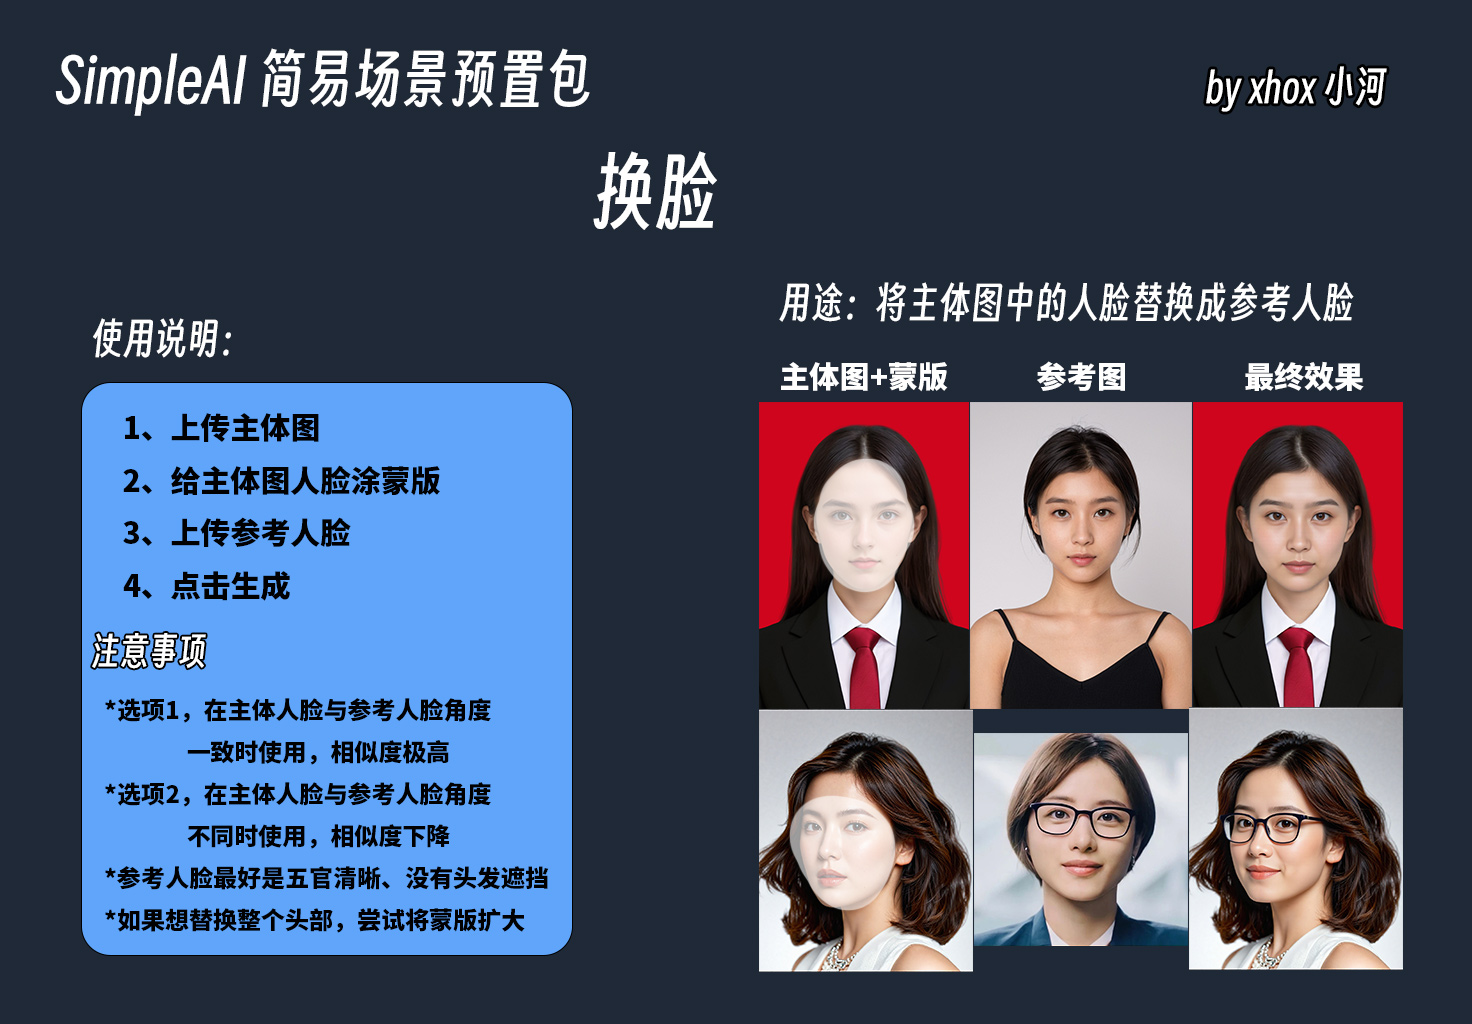 SimpleAI 简易场景预置包
by xhox 小河
换脸
使用说明：
1、上传主体图
2、给主体图人脸涂蒙版
3、上传参考人脸
4、点击生成
注意事项
*选项1，在主体人脸与参考人脸角度
一致时使用，相似度极高
*选项2，在主体人脸与参考人脸角度
不同时使用，相似度下降
*参考人脸最好是五官清晰、没有头发遮挡
*如果想替换整个头部，尝试将蒙版扩大
用途：将主体图中的人脸替换成参考人脸
主体图+蒙版
参考图
最终效果